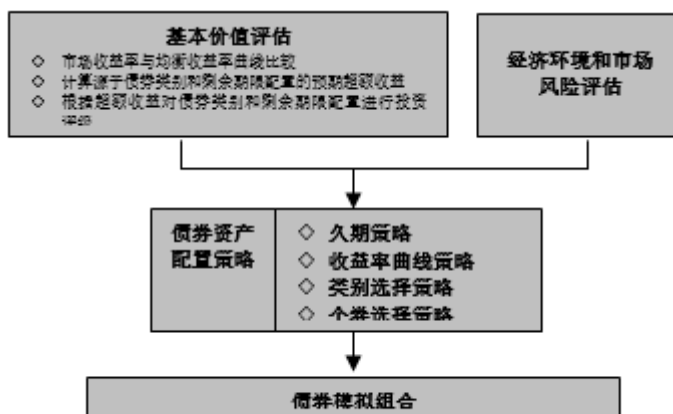 基本价值评估
◇ 市场收益率与均衡收益率曲线比较
◇ 计算源于债券类别和剩余期限配置的预期超额收益
◇ 根据超额收益对债券类别和剩余期限配置进行投资
评级
经济环境和市场
风险评估
债券资产
配置策略
◇ 久期策略
◇ 收益率曲线策略
◇ 类别选择策略
◇ 个券选择策略
债券模拟组合